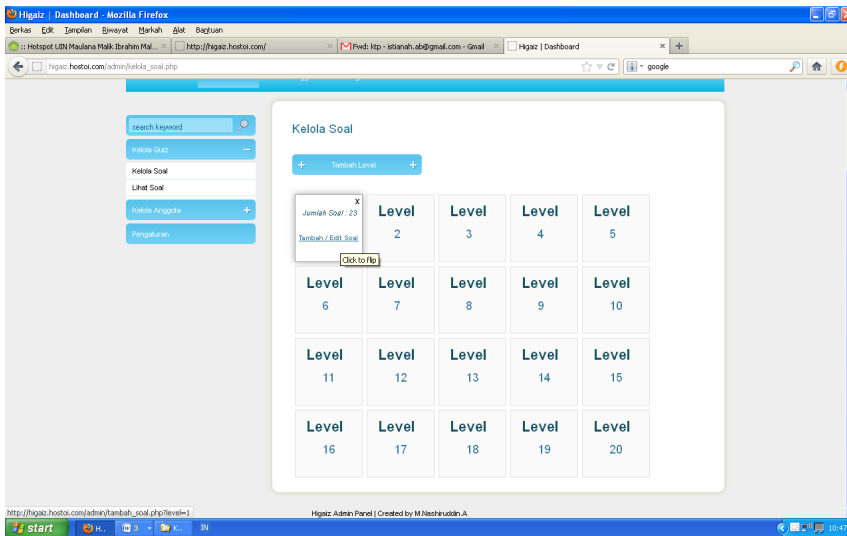 Higaiz | Dashboard - Mozilla Firefox
Berkas Edit Tampilan Riwayat Markah Alat Bantuan
:: Hotspot UIN Maulana Malik Ibrahim Mal... http://higaiz.hostoi.com/ Fwd: ktp - istianah.ab@gmail.com - Gmail Higaiz | Dashboard
higaiz.hostoi.com/admin/kelola_soal.php google
search keyword
Kelola Quiz
Kelola Soal
Lihat Soal
Kelola Anggota
Pengaturan
Kelola Soal
+ Tambah Level +
x
Jumlah Soal : 23
Tambah / Edit Soal
Click to flip
Level Level Level Level
2 3 4 5
Level Level Level Level Level
6 7 8 9 10
Level Level Level Level Level
11 12 13 14 15
Level Level Level Level Level
16 17 18 19 20
http://higaiz.hostoi.com/admin/tambah_soal.php?level=1
Higaiz Admin Panel | Created by M.Nashiruddin.A
start H.. 3 K.. IN 10:47